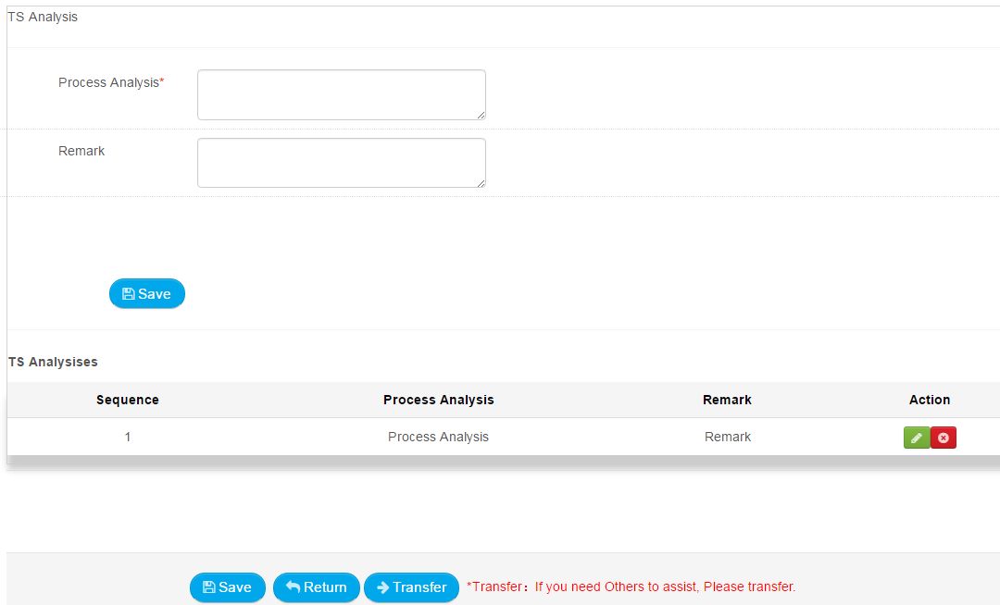 TS Analysis
Process Analysis*
Remark
Save
TS Analysises
Sequence Process Analysis Remark Action
1 Process Analysis Remark
Save Return Transfer *Transfer：If you need Others to assist, Please transfer.